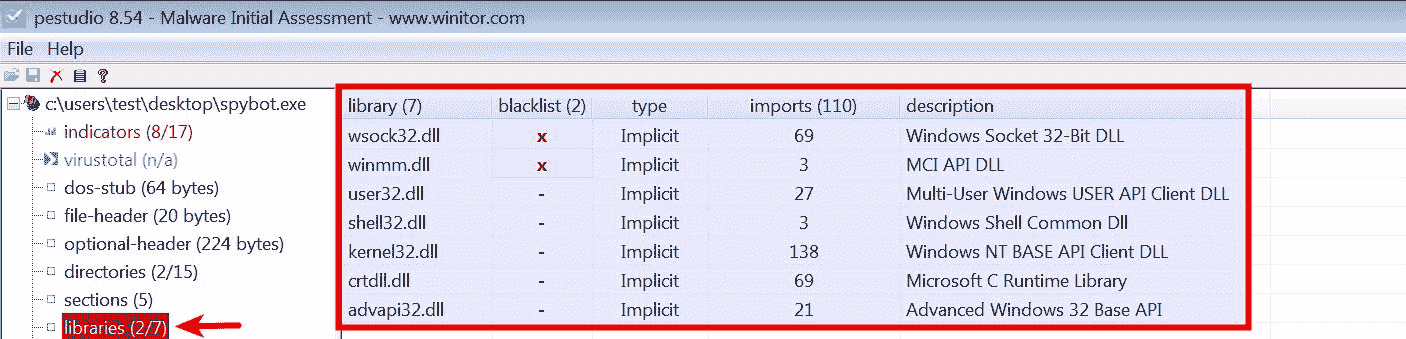 pestudio 8.54 - Malware Initial Assessment - www.winitor.com
File Help
c:\users\test\desktop\spybot.exe
indicators (8/17)
virustotal (n/a)
dos-stub (64 bytes)
file-header (20 bytes)
optional-header (224 bytes)
directories (2/15)
sections (5)
libraries (2/7)
library (7) blacklist (2) type imports (110) description
wsock32.dll x Implicit 69 Windows Socket 32-Bit DLL
winmm.dll x Implicit 3 MCI API DLL
user32.dll - Implicit 27 Multi-User Windows USER API Client DLL
shell32.dll - Implicit 3 Windows Shell Common Dll
kernel32.dll - Implicit 138 Windows NT BASE API Client DLL
crtdll.dll - Implicit 69 Microsoft C Runtime Library
advapi32.dll - Implicit 21 Advanced Windows 32 Base API